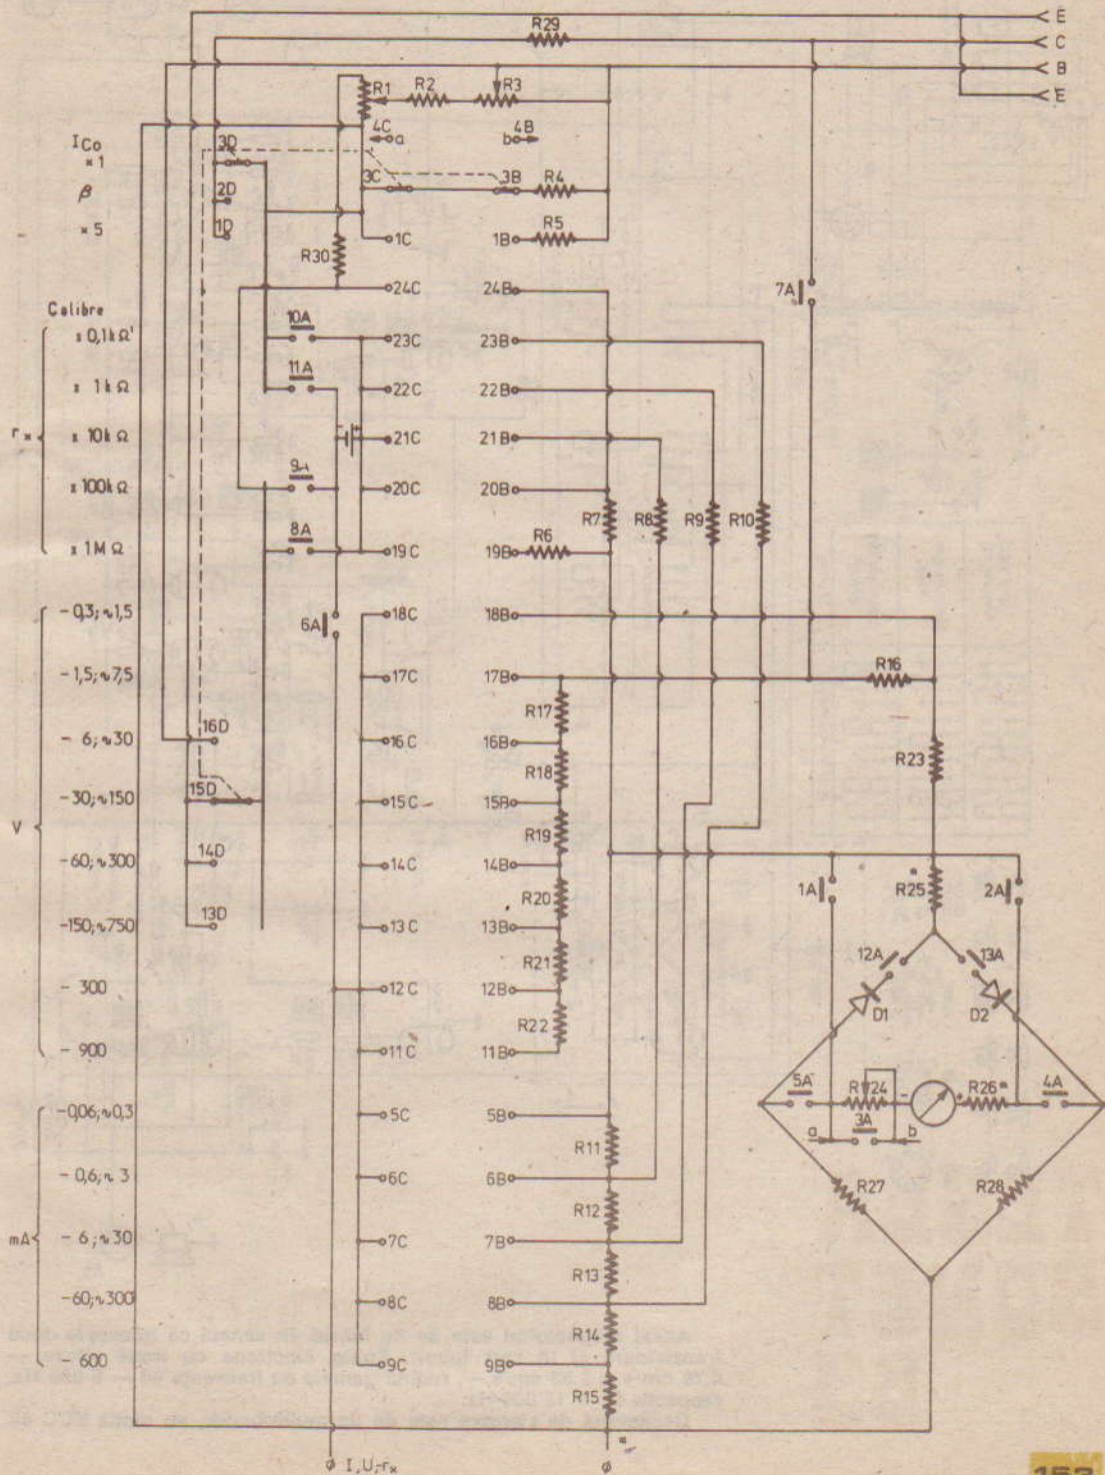 E
R29
C
B
E
R1
R2
R3
4C
a
4B
b
ICo
×1
3D
3C
3B
R4
β
2D
×5
1D
R30
1C
1B
R5
24C
24B
7A
Calibre
x 0,1kΩ
10A
23C
23B
x 1kΩ
11A
22C
22B
rx
x 10kΩ
- +
21C
21B
x 100kΩ
9A
20C
20B
R7
R8
R9
R10
x 1MΩ
8A
19C
19B
R6
-0,3;∿1,5
6A
18C
18B
-1,5;∿7,5
17C
17B
R16
R17
-6;∿30
16D
16C
16B
R18
R23
-30;∿150
15D
15C
15B
V
R19
-60;∿300
14D
14C
14B
1A
R25
2A
R20
-150;∿750
13D
13C
13B
12A
13A
R21
-300
12C
12B
D1
D2
R22
-900
11C
11B
5A
R24
- +
R26*
4A
-0,06;∿0,3
5C
5B
a
3A
b
R11
-0,6;∿3
6C
6B
R27
R28
R12
mA
-6;∿30
7C
7B
R13
-60;∿300
8C
8B
R14
-600
9C
9B
R15
I,U,-rx
*
153